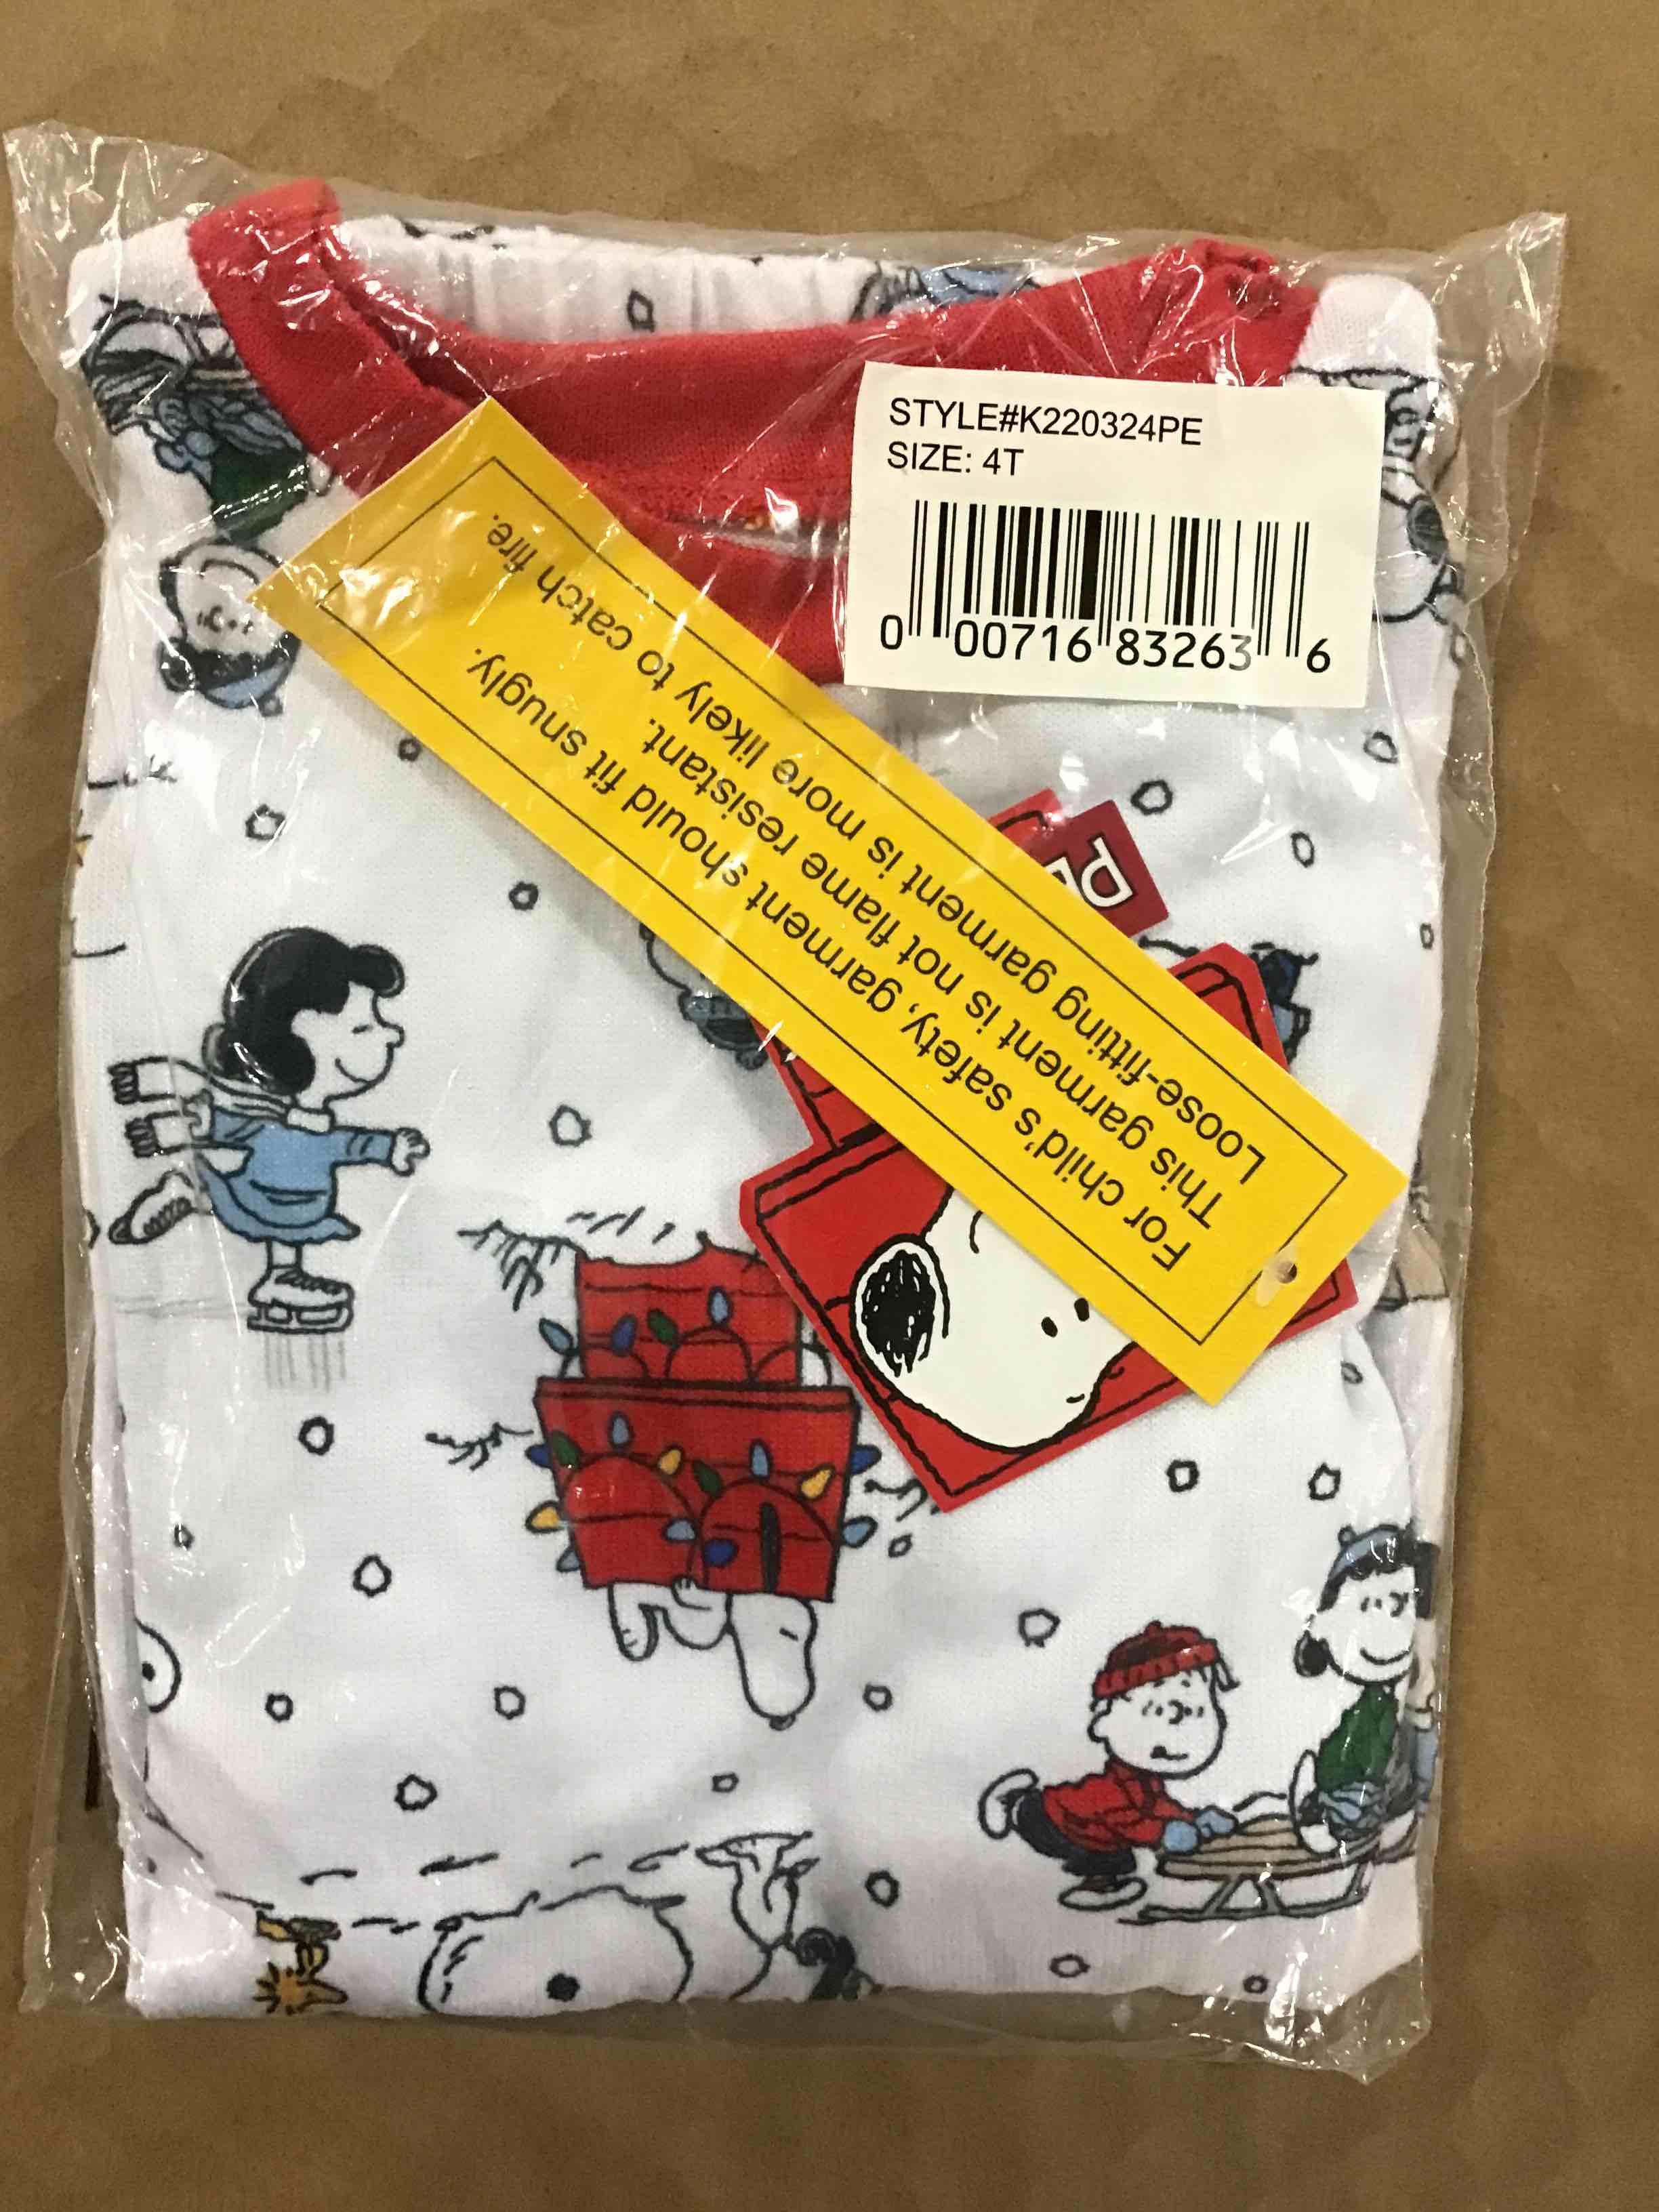 STYLE#K220324PE
SIZE: 4T
0 00716 83263 6
For child's safety, garment should fit snugly.
This garment is not flame resistant.
Loose-fitting garment is more likely to catch fire.